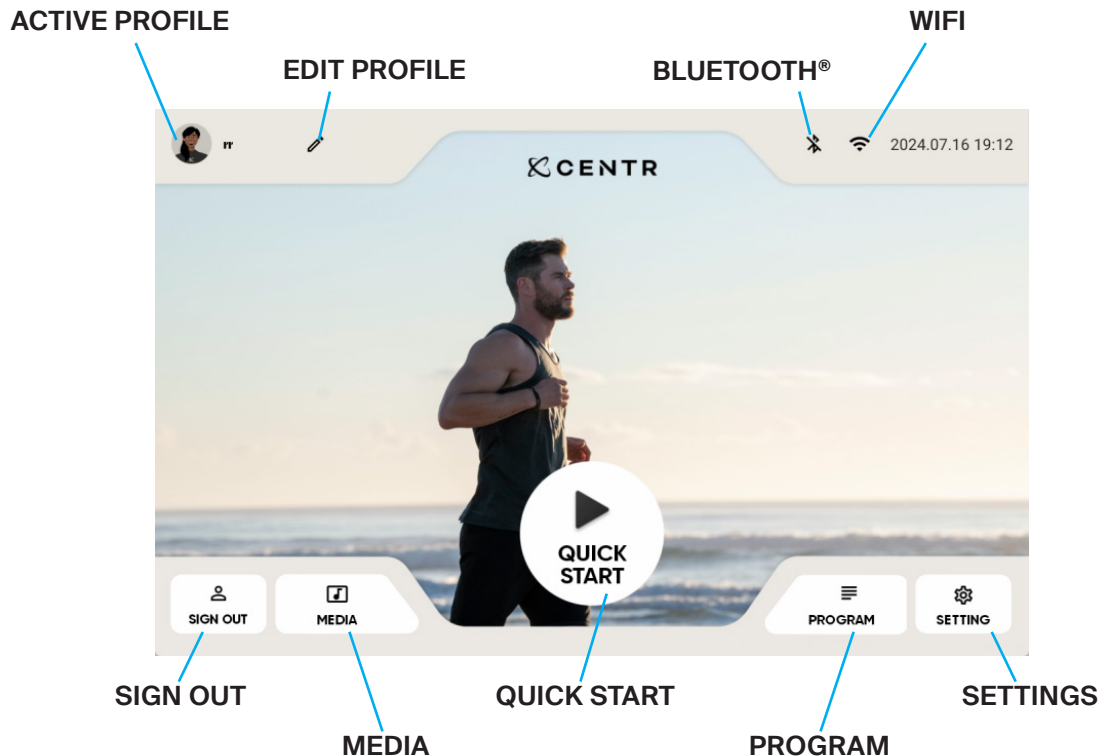 ACTIVE PROFILE
WIFI
EDIT PROFILE
BLUETOOTH®
rr
2024.07.16 19:12
CENTR
QUICK
START
SIGN OUT
MEDIA
PROGRAM
SETTING
SIGN OUT
QUICK START
SETTINGS
MEDIA
PROGRAM